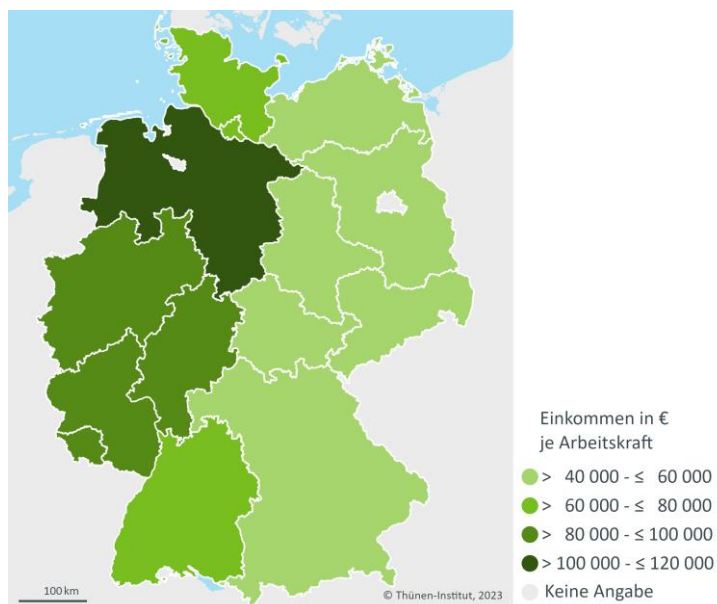 Einkommen in €
je Arbeitskraft
> 40 000 - ≤ 60 000
> 60 000 - ≤ 80 000
> 80 000 - ≤ 100 000
> 100 000 - ≤ 120 000
Keine Angabe
100 km
© Thünen-Institut, 2023